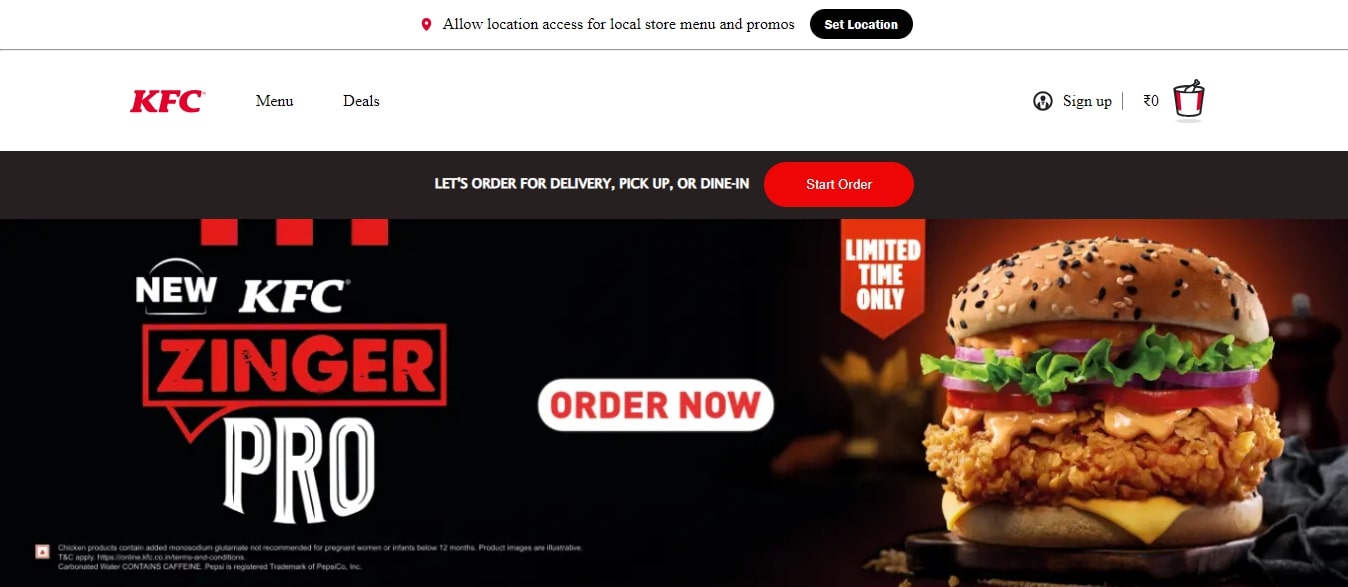 Allow location access for local store menu and promos Set Location
KFC Menu Deals Sign up ₹0
LET'S ORDER FOR DELIVERY, PICK UP, OR DINE-IN Start Order
NEW KFC
ZINGER
PRO
ORDER NOW
LIMITED
TIME
ONLY
Chicken products contain added monosodium glutamate not recommended for pregnant women or infants below 12 months. Product images are illustrative.
T&C apply. https://online.kfc.co.in/terms-and-conditions.
Carbonated Water CONTAINS CAFFEINE. Pepsi is registered Trademark of PepsiCo, Inc.